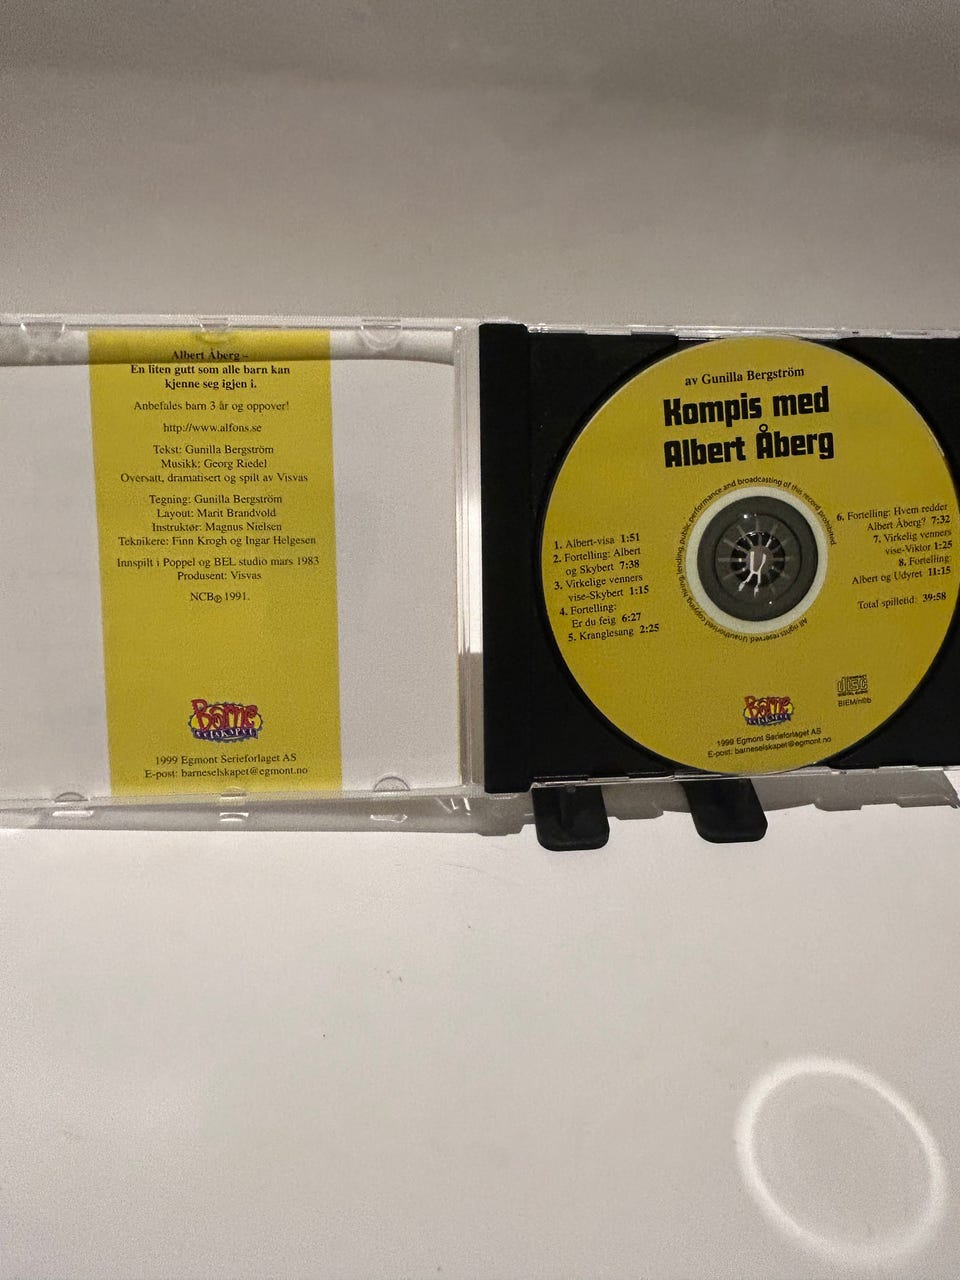 Albert Åberg –
En liten gutt som alle barn kan
kjenne seg igjen i.
Anbefales barn 3 år og oppover!
http://www.alfons.se
Tekst: Gunilla Bergström
Musikk: Georg Riedel
Oversatt, dramatisert og spilt av Visvas
Tegning: Gunilla Bergström
Layout: Marit Brandvold
Instruktør: Magnus Nielsen
Teknikere: Finn Krogh og Ingar Helgesen
Innspilt i Poppel og BEL studio mars 1983
Produsent: Visvas
NCB℗ 1991.
Barne
selskapet
1999 Egmont Serieforlaget AS
E-post: barneselskapet@egmont.no
av Gunilla Bergström
Kompis med
Albert Åberg
1. Albert-visa 1:51
2. Fortelling: Albert
og Skybert 7:38
3. Virkelige venners
vise-Skybert 1:15
4. Fortelling:
Er du feig 6:27
5. Kranglesang 2:25
6. Fortelling: Hvem redder
Albert Åberg? 7:32
7. Virkelig venners
vise-Viktor 1:25
8. Fortelling:
Albert og Udyret 11:15
Total spilletid: 39:58
All rights reserved. Unauthorised copying, hiring, lending, public performance and broadcasting of this record prohibited.
COMPACT
disc
DIGITAL AUDIO
BIEM/n©b
Barne
selskapet
1999 Egmont Serieforlaget AS
E-post: barneselskapet@egmont.no